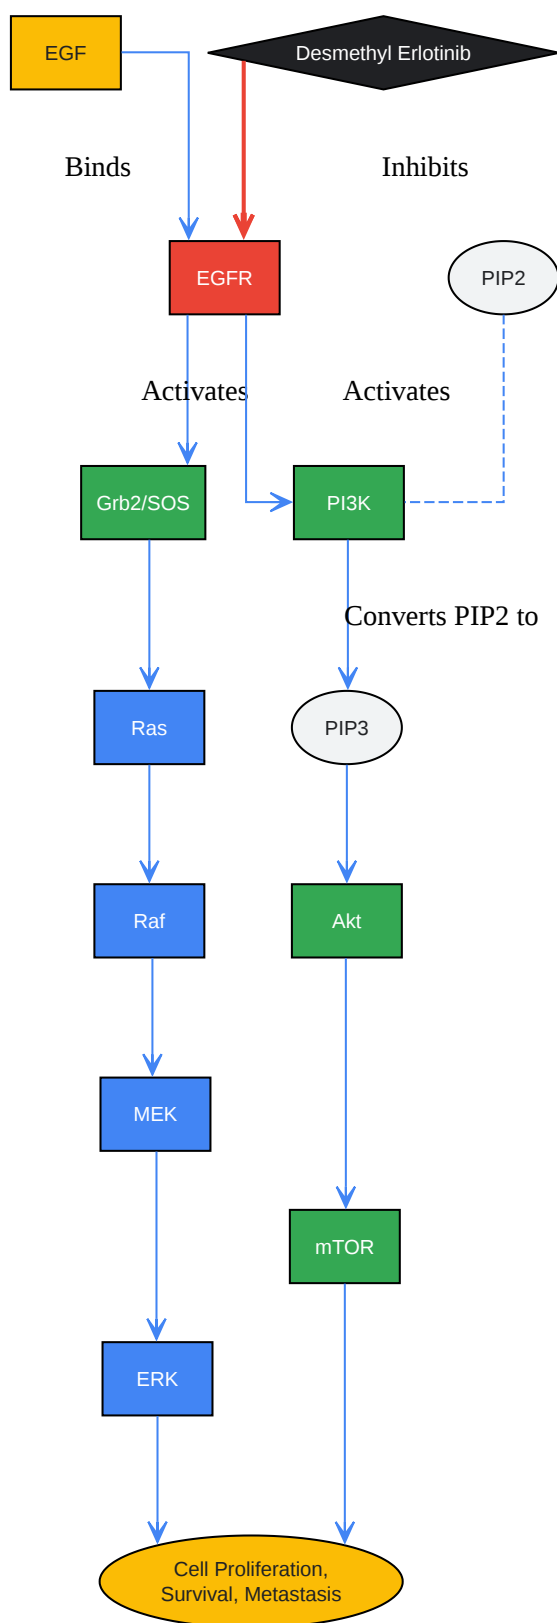 EGF
Desmethyl Erlotinib
Binds
Inhibits
EGFR
PIP2
Activates
Activates
Grb2/SOS
PI3K
Converts PIP2 to
Ras
PIP3
Raf
Akt
MEK
mTOR
ERK
Cell Proliferation,
Survival, Metastasis